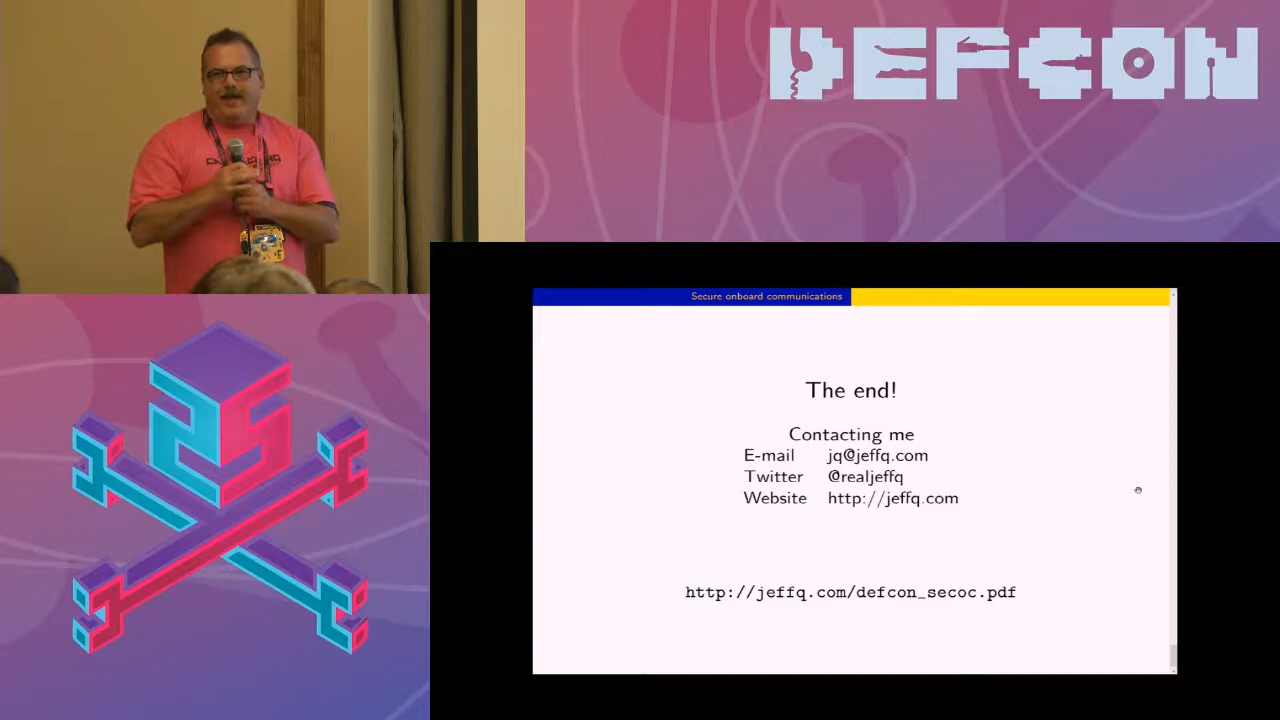 DEFCON
Secure onboard communications
The end!
Contacting me
E-mail jq@jeffq.com
Twitter @realjeffq
Website http://jeffq.com
http://jeffq.com/defcon_secoc.pdf